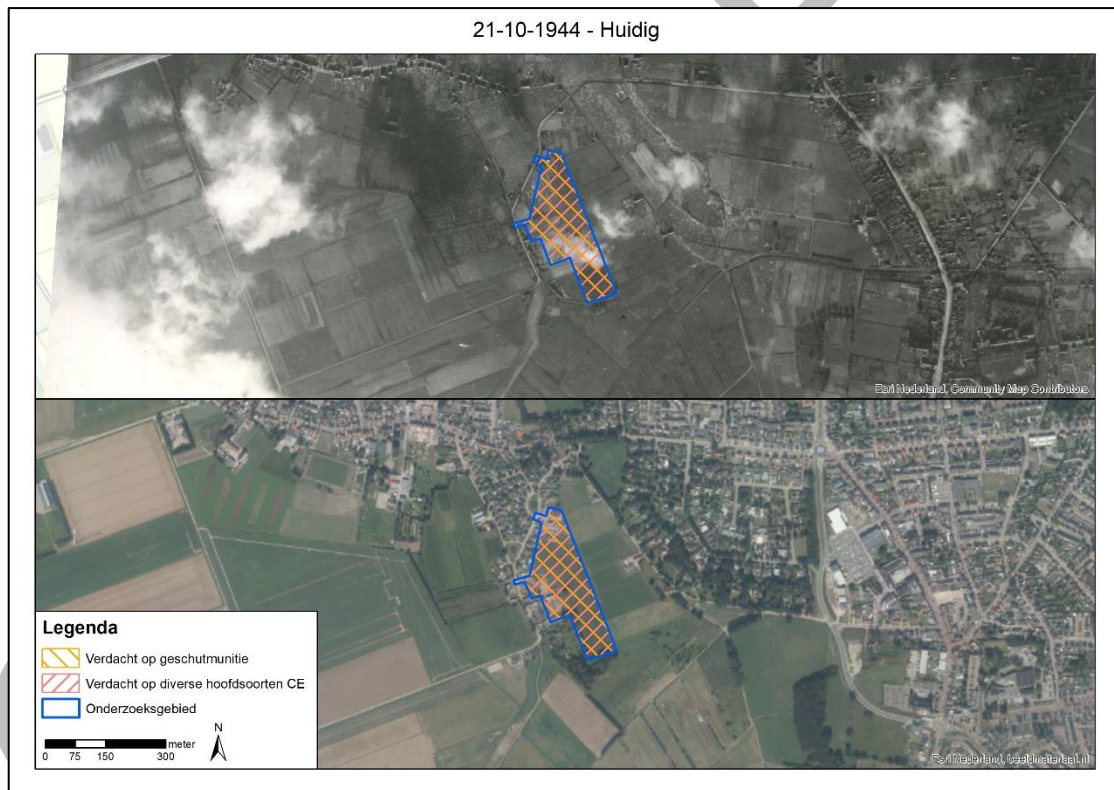 21-10-1944 - Huidig
Esri Nederland, Community Map Contributors
Legenda
Verdacht op geschutmunitie
Verdacht op diverse hoofdsoorten CE
Onderzoeksgebied
N
meter
0 75 150 300
Esri Nederland, beeldmateriaal.nl